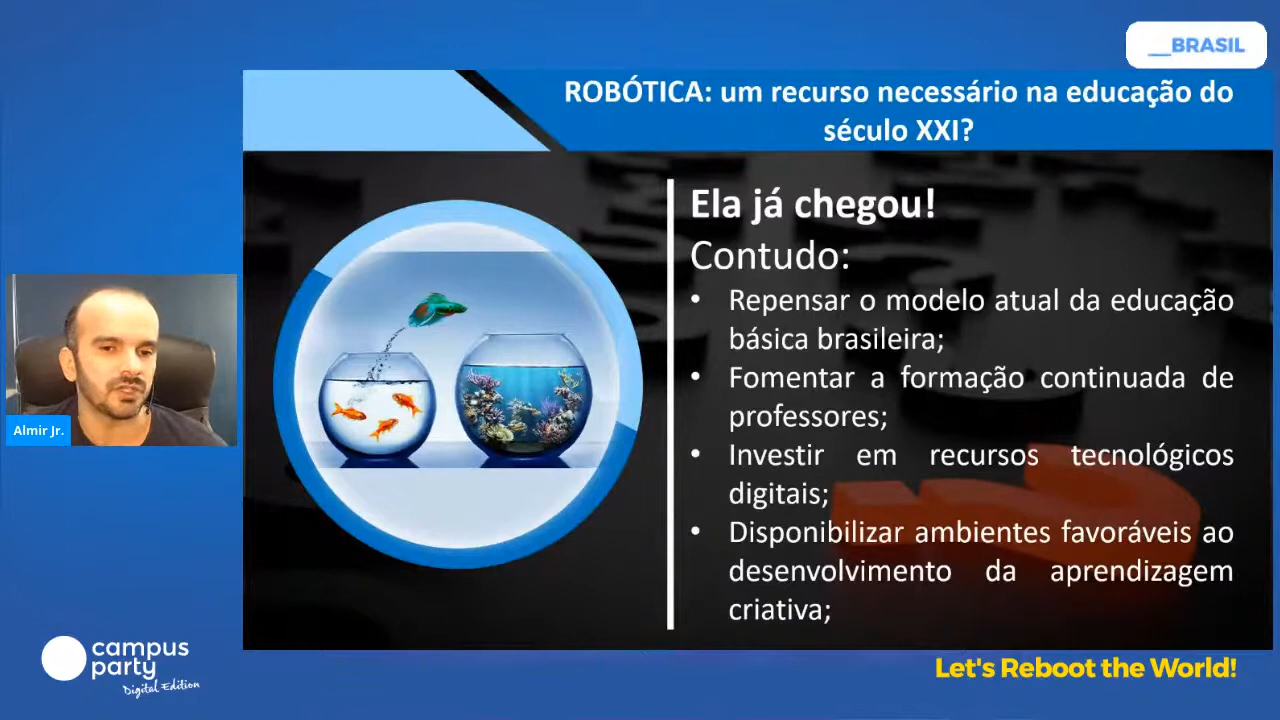 __BRASIL
ROBÓTICA: um recurso necessário na educação do
século XXI?
Ela já chegou!
Contudo:
• Repensar o modelo atual da educação
básica brasileira;
• Fomentar a formação continuada de
professores;
• Investir em recursos tecnológicos
digitais;
• Disponibilizar ambientes favoráveis ao
desenvolvimento da aprendizagem
criativa;
Almir Jr.
campus
party
Digital Edition
Let's Reboot the World!